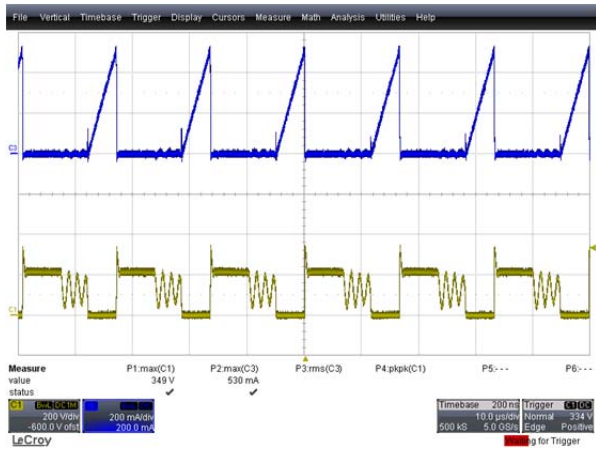 File Vertical Timebase Trigger Display Cursors Measure Math Analysis Utilities Help
C3
C1
Measure P1:max(C1) P2:max(C3) P3:rms(C3) P4:pkpk(C1) P5:--- P6:---
value 349 V 530 mA
status
C1 BwL DC1M
200 V/div
-600.0 V ofst
200 mA/div
200.0 mA
Timebase 200 ns
10.0 µs/div
500 kS 5.0 GS/s
Trigger C1 DC
Normal 334 V
Edge Positive
LeCroy
Waiting for Trigger